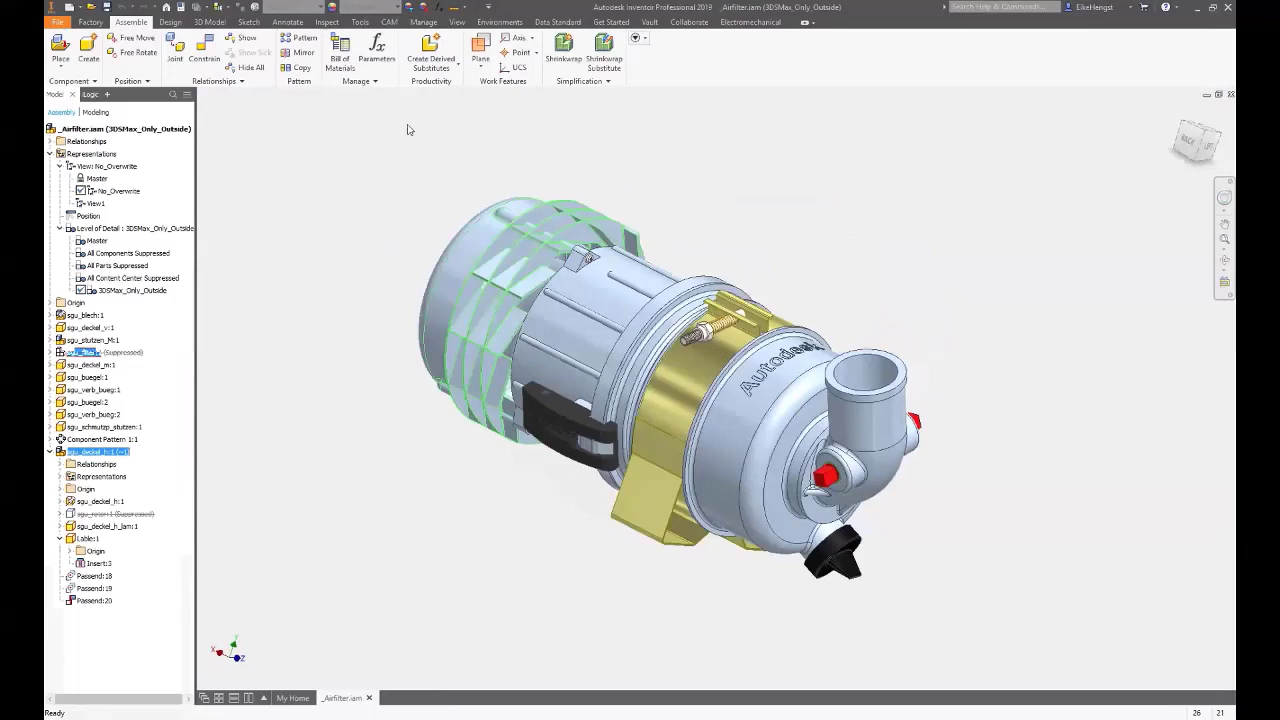 Autodesk Inventor Professional 2019 _Airfilter.iam (3DSMax_Only_Outside)
Search Help & Commands...
EikeHengst
File Factory Assemble Design 3D Model Sketch Annotate Inspect Tools CAM Manage View Environments Data Standard Get Started Vault Collaborate Electromechanical
Place
Create
Free Move
Free Rotate
Joint
Constrain
Show
Show Sick
Hide All
Pattern
Mirror
Copy
Bill of
Materials
Parameters
Create Derived
Substitutes
Plane
Axis
Point
UCS
Shrinkwrap
Shrinkwrap
Substitute
Component Position Relationships Pattern Manage Productivity Work Features Simplification
Model Logic
Assembly Modeling
_Airfilter.iam (3DSMax_Only_Outside)
Relationships
Representations
View: No_Overwrite
Master
No_Overwrite
View1
Position
Level of Detail : 3DSMax_Only_Outside
Master
All Components Suppressed
All Parts Suppressed
All Content Center Suppressed
3DSMax_Only_Outside
Origin
sgu_blech:1
sgu_deckel_v:1
sgu_stutzen_M:1
(Suppressed)
sgu_deckel_m:1
sgu_buegel:1
sgu_verb_bueg:1
sgu_buegel:2
sgu_verb_bueg:2
sgu_schmutzp_stutzen:1
Component Pattern 1:1
sgu_deckel_h:1
Relationships
Representations
Origin
sgu_deckel_h:1
(Suppressed)
sgu_deckel_h_lam:1
Lable:1
Origin
Insert:3
Passend:18
Passend:19
Passend:20
Autodesk
BACK
X Y Z
My Home _Airfilter.iam
Ready
26 21